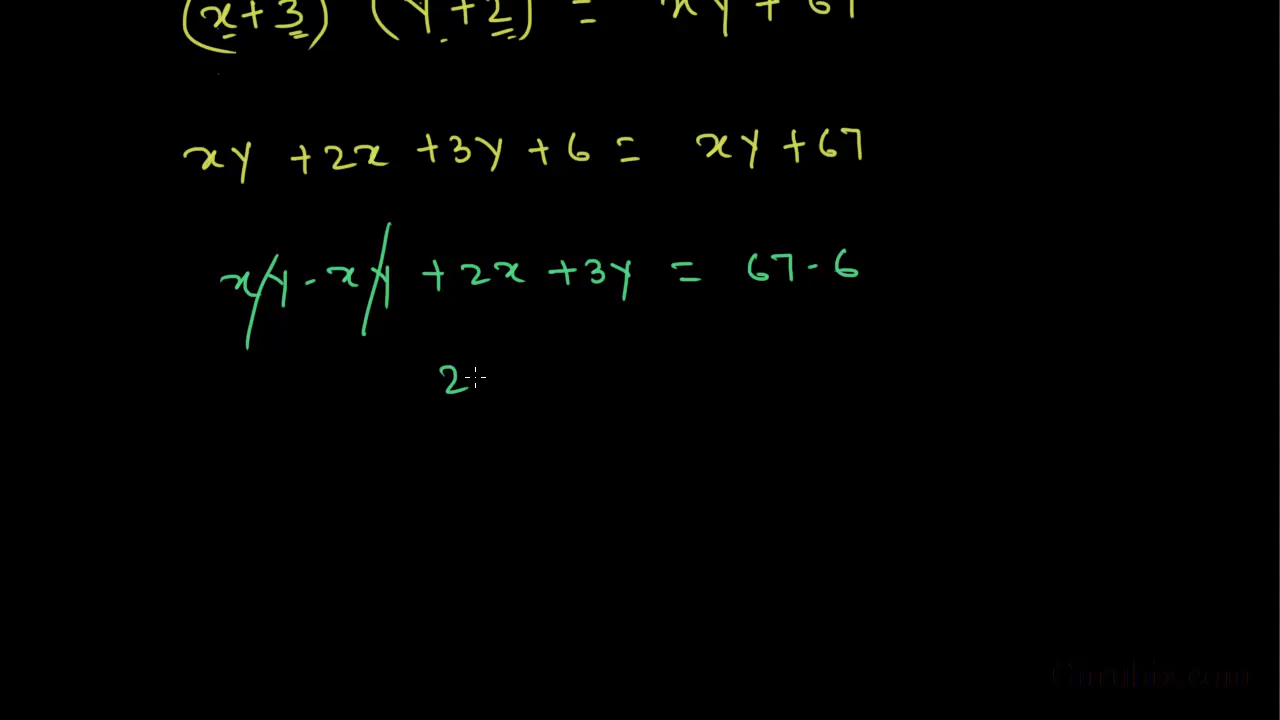 (x+3) (y+2) = xy+67
xy +2x +3y + 6 = xy +67
xy - xy +2x +3y = 67-6
2